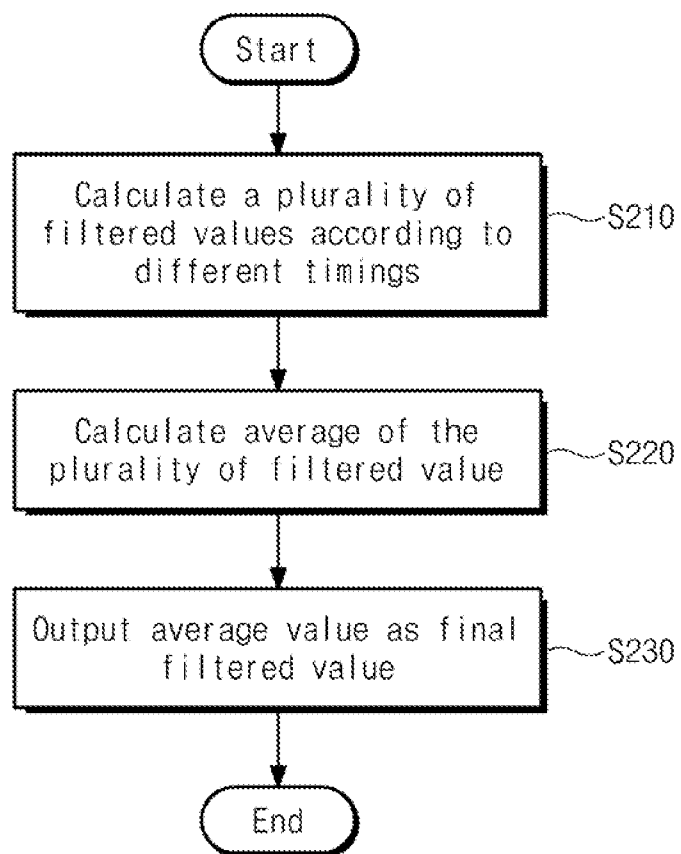 Start
Calculate a plurality of
filtered values according to
different timings
S210
Calculate average of the
plurality of filtered value
S220
Output average value as final
filtered value
S230
End